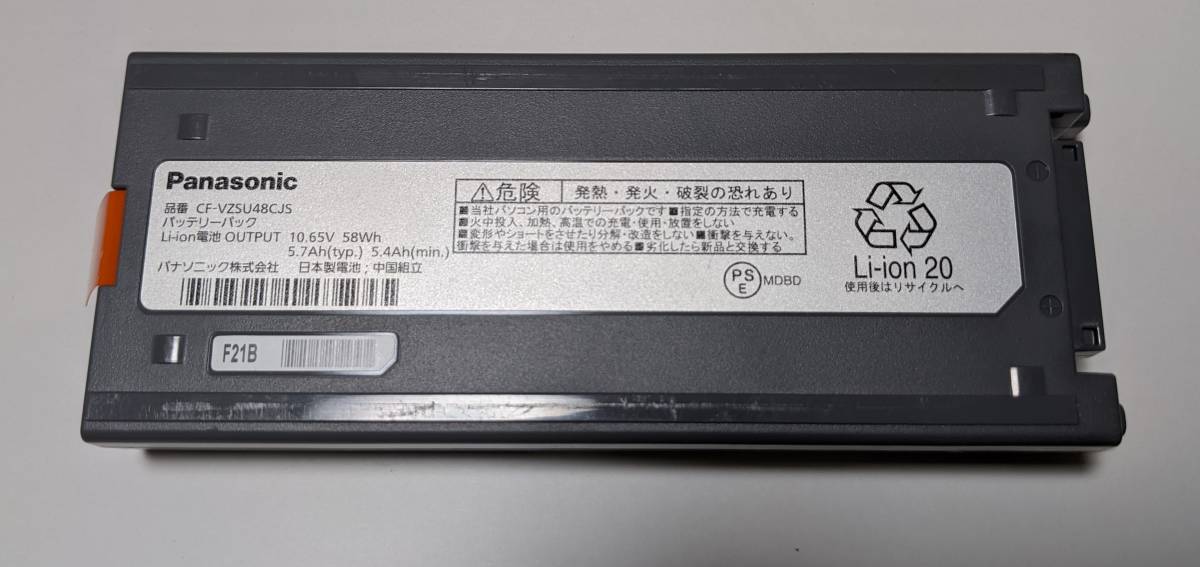 Panasonic
品番 CF-VZSU48CJS
バッテリーパック
Li-ion電池 OUTPUT 10.65V 58Wh
5.7Ah(typ.) 5.4Ah(min.)
パナソニック株式会社 日本製電池;中国組立
⚠危険 発熱・発火・破裂の恐れあり
■当社パソコン用のバッテリーパックです ■指定の方法で充電する
■火中投入、加熱、高温での充電・使用・放置をしない
■変形やショートをさせたり分解・改造をしない ■衝撃を与えない。
衝撃を与えた場合は使用をやめる ■劣化したら新品と交換する
PS
E
MDBD
Li-ion 20
使用後はリサイクルへ
F21B